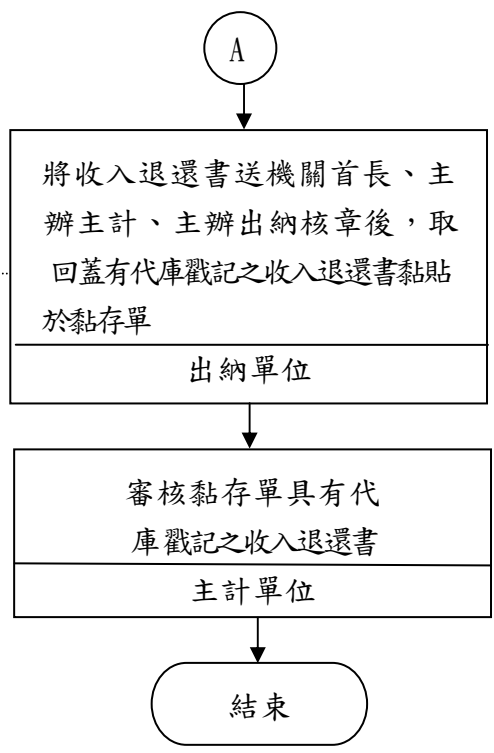 A
將收入退還書送機關首長、主
辦主計、主辦出納核章後，取
回蓋有代庫戳記之收入退還書黏貼
於黏存單
出納單位
審核黏存單具有代
庫戳記之收入退還書
主計單位
結束